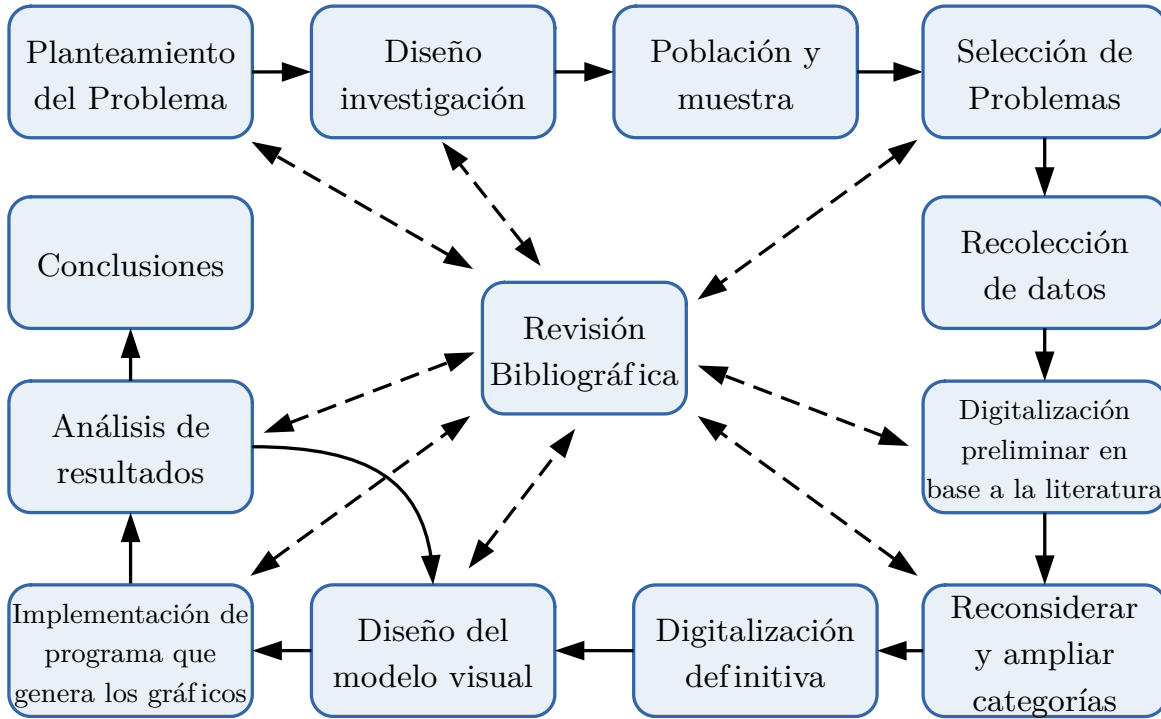 Planteamiento
del Problema
Diseño
investigación
Población y
muestra
Selección de
Problemas
Conclusiones
Recolección
de datos
Revisión
Bibliográfica
Análisis de
resultados
Digitalización
preliminar en
base a la literatura
Implementación de
programa que
genera los gráficos
Diseño del
modelo visual
Digitalización
definitiva
Reconsiderar
y ampliar
categorías